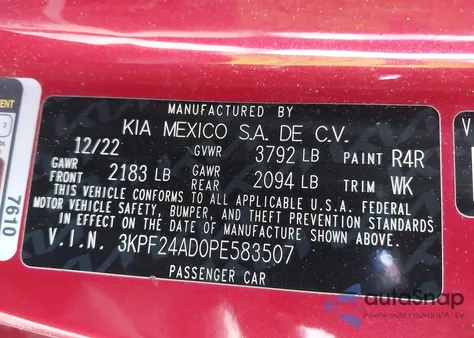 MANUFACTURED BY
KIA MEXICO S.A. DE C.V.
12/22 GVWR 3792 LB PAINT R4R
GAWR FRONT 2183 LB GAWR REAR 2094 LB TRIM WK
THIS VEHICLE CONFORMS TO ALL APPLICABLE U.S.A. FEDERAL
MOTOR VEHICLE SAFETY, BUMPER, AND THEFT PREVENTION STANDARDS
IN EFFECT ON THE DATE OF MANUFACTURE SHOWN ABOVE.
V.I.N. 3KPF24AD0PE583507
PASSENGER CAR
7610
autoSnap